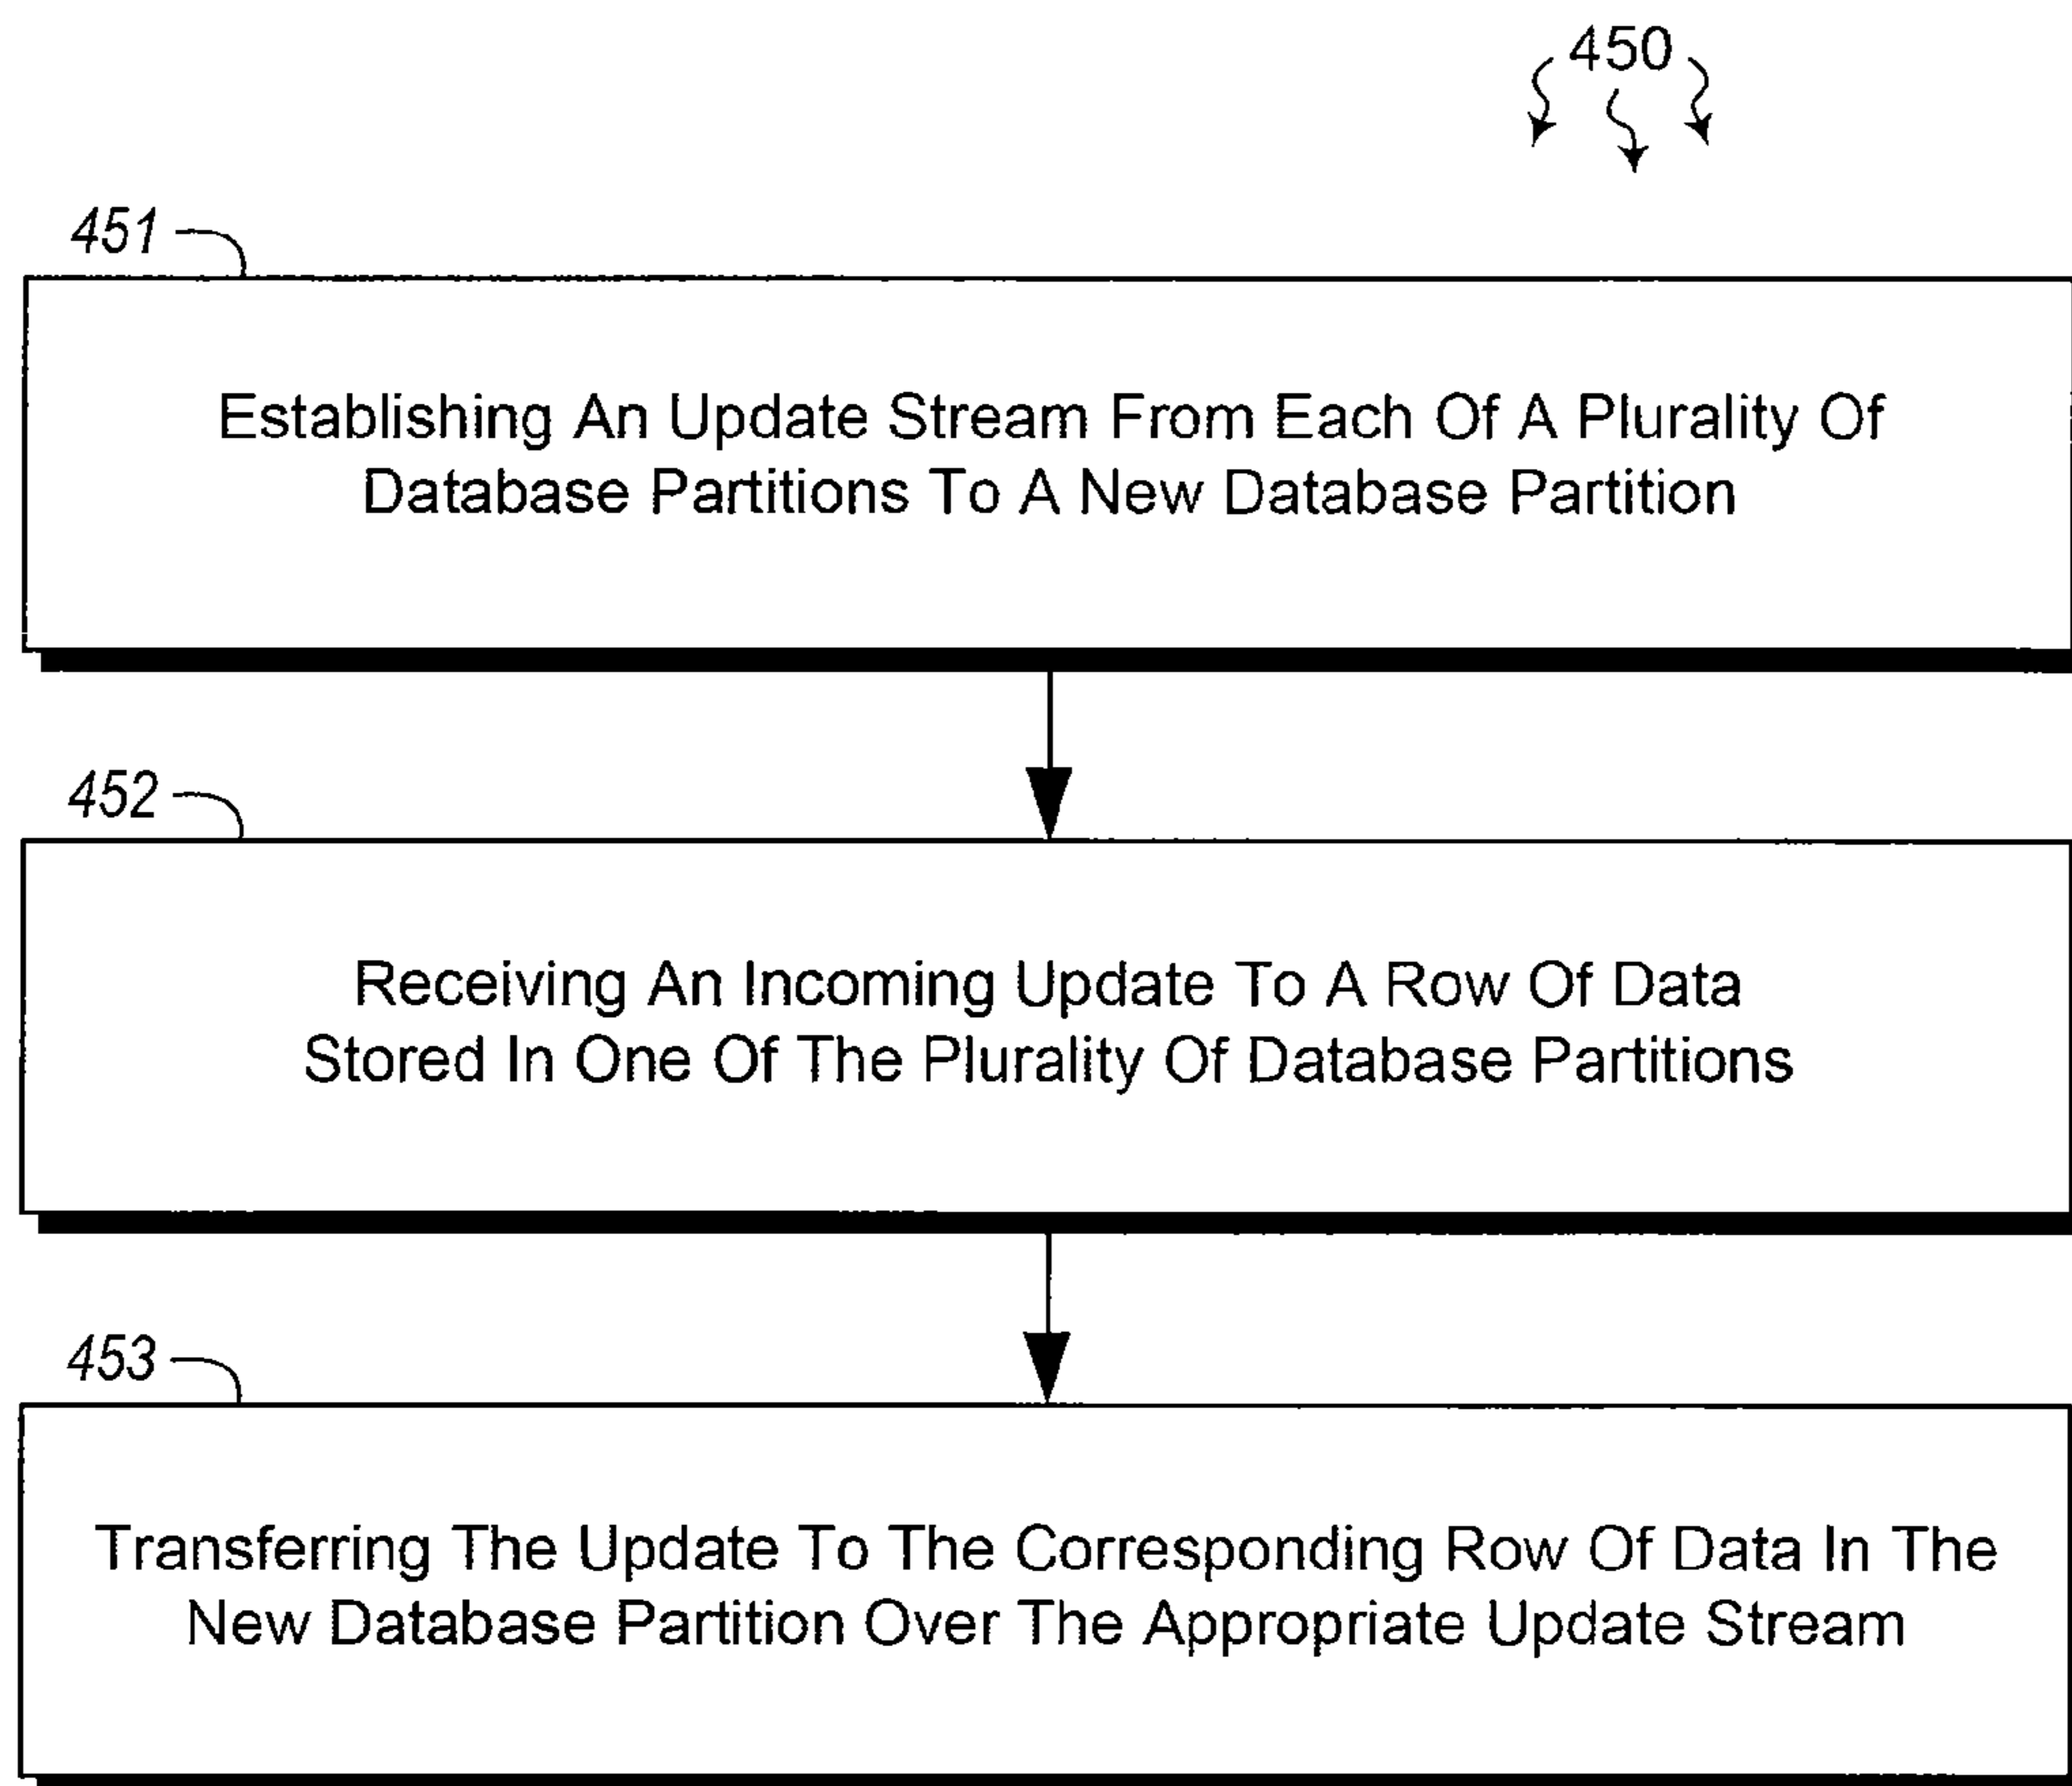 450
451
Establishing An Update Stream From Each Of A Plurality Of
Database Partitions To A New Database Partition
452
Receiving An Incoming Update To A Row Of Data
Stored In One Of The Plurality Of Database Partitions
453
Transferring The Update To The Corresponding Row Of Data In The
New Database Partition Over The Appropriate Update Stream